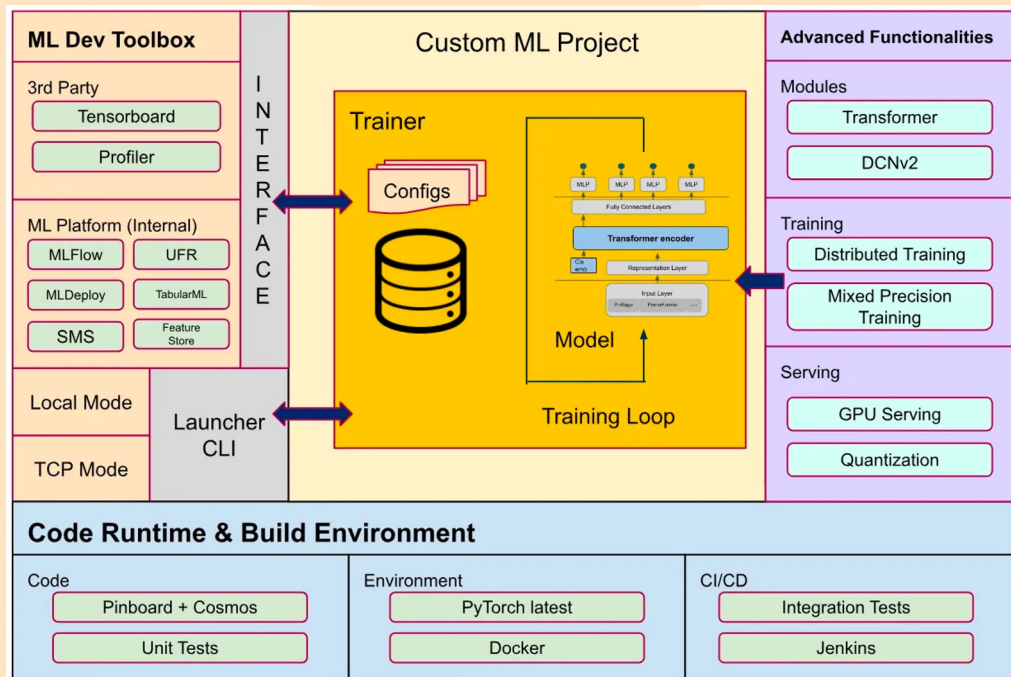 ML Dev Toolbox
3rd Party
Tensorboard
Profiler
ML Platform (Internal)
MLFlow
UFR
MLDeploy
TabularML
SMS
Feature
Store
Local Mode
TCP Mode
INTERFACE
Launcher
CLI
Custom ML Project
Trainer
Configs
MLP
MLP
MLP
MLP
Fully Connected Layers
Transformer encoder
Representation Layer
Input Layer
Model
Training Loop
Advanced Functionalities
Modules
Transformer
DCNv2
Training
Distributed Training
Mixed Precision
Training
Serving
GPU Serving
Quantization
Code Runtime & Build Environment
Code
Pinboard + Cosmos
Unit Tests
Environment
PyTorch latest
Docker
CI/CD
Integration Tests
Jenkins